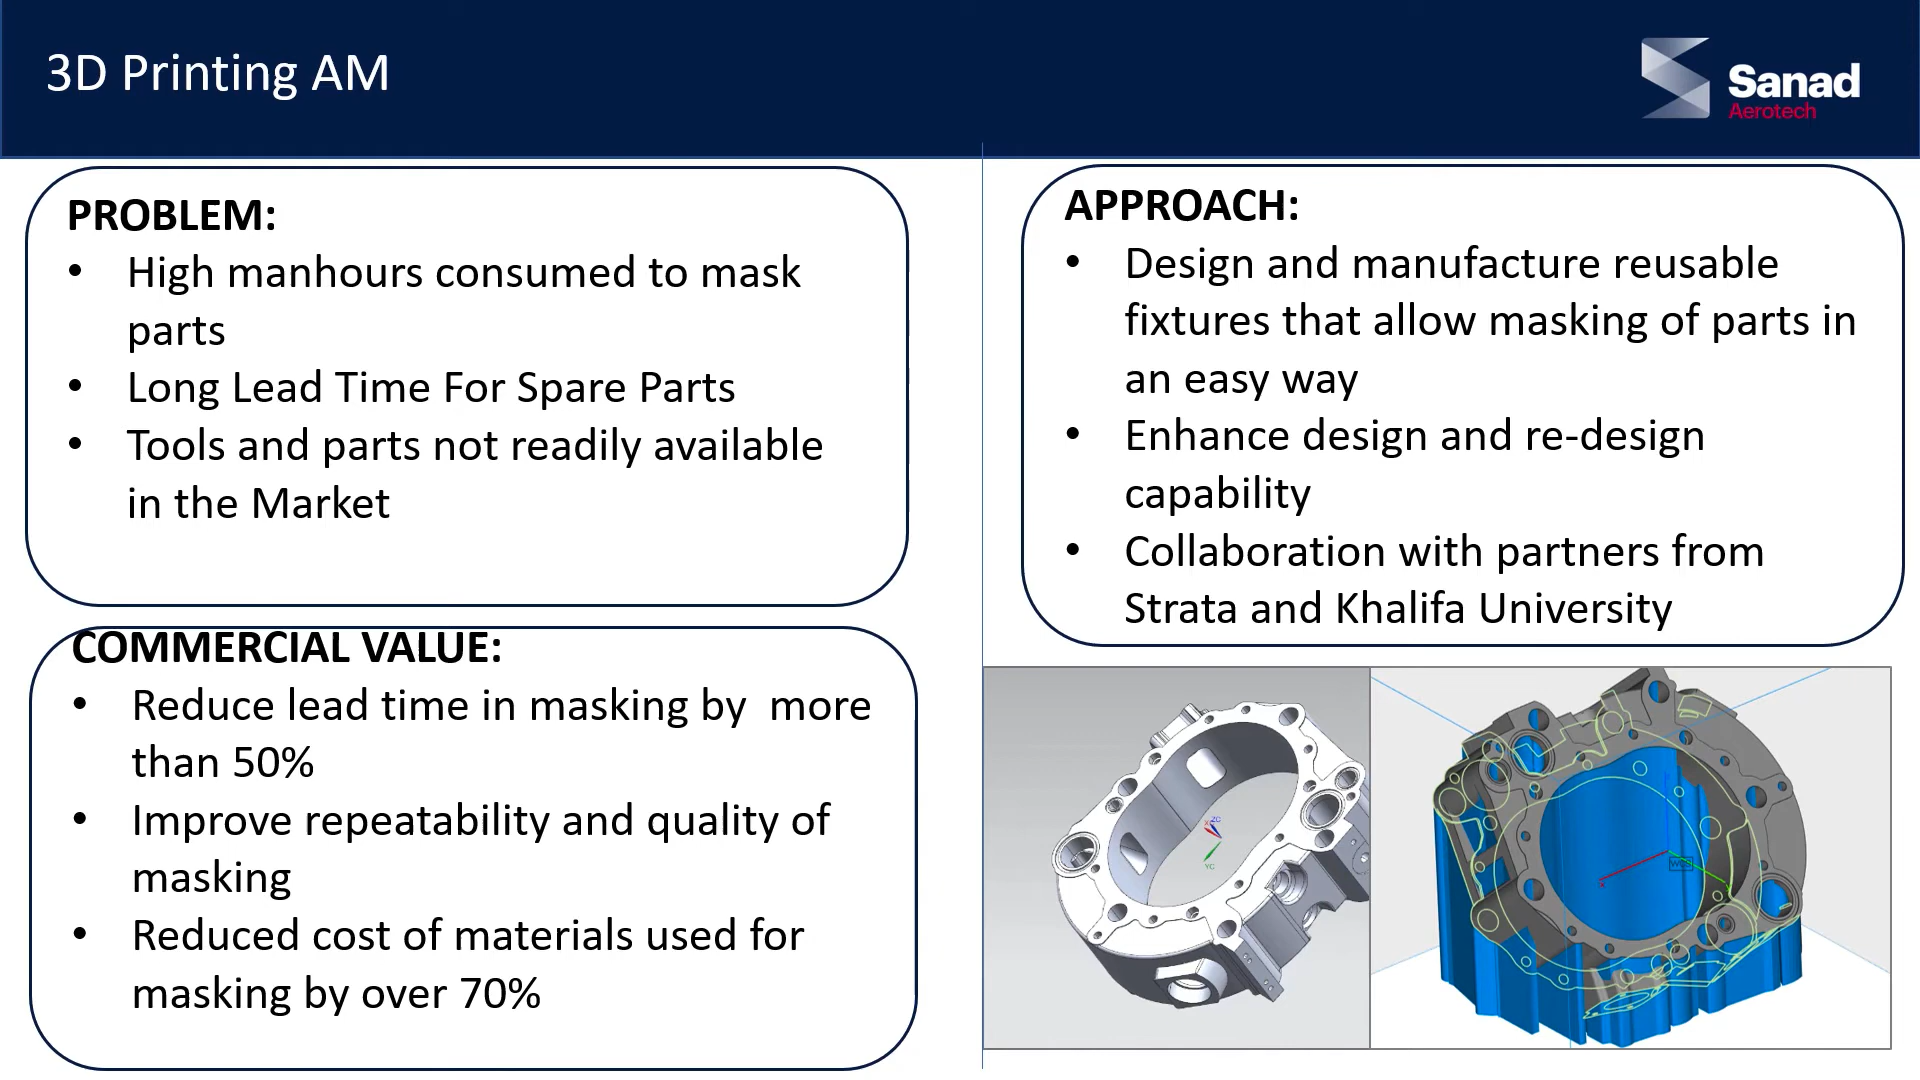 3D Printing AM
Sanad
Aerotech
PROBLEM:
• High manhours consumed to mask
parts
• Long Lead Time For Spare Parts
• Tools and parts not readily available
in the Market
COMMERCIAL VALUE:
• Reduce lead time in masking by  more
than 50%
• Improve repeatability and quality of
masking
• Reduced cost of materials used for
masking by over 70%
APPROACH:
• Design and manufacture reusable
fixtures that allow masking of parts in
an easy way
• Enhance design and re-design
capability
• Collaboration with partners from
Strata and Khalifa University
ZC
YC